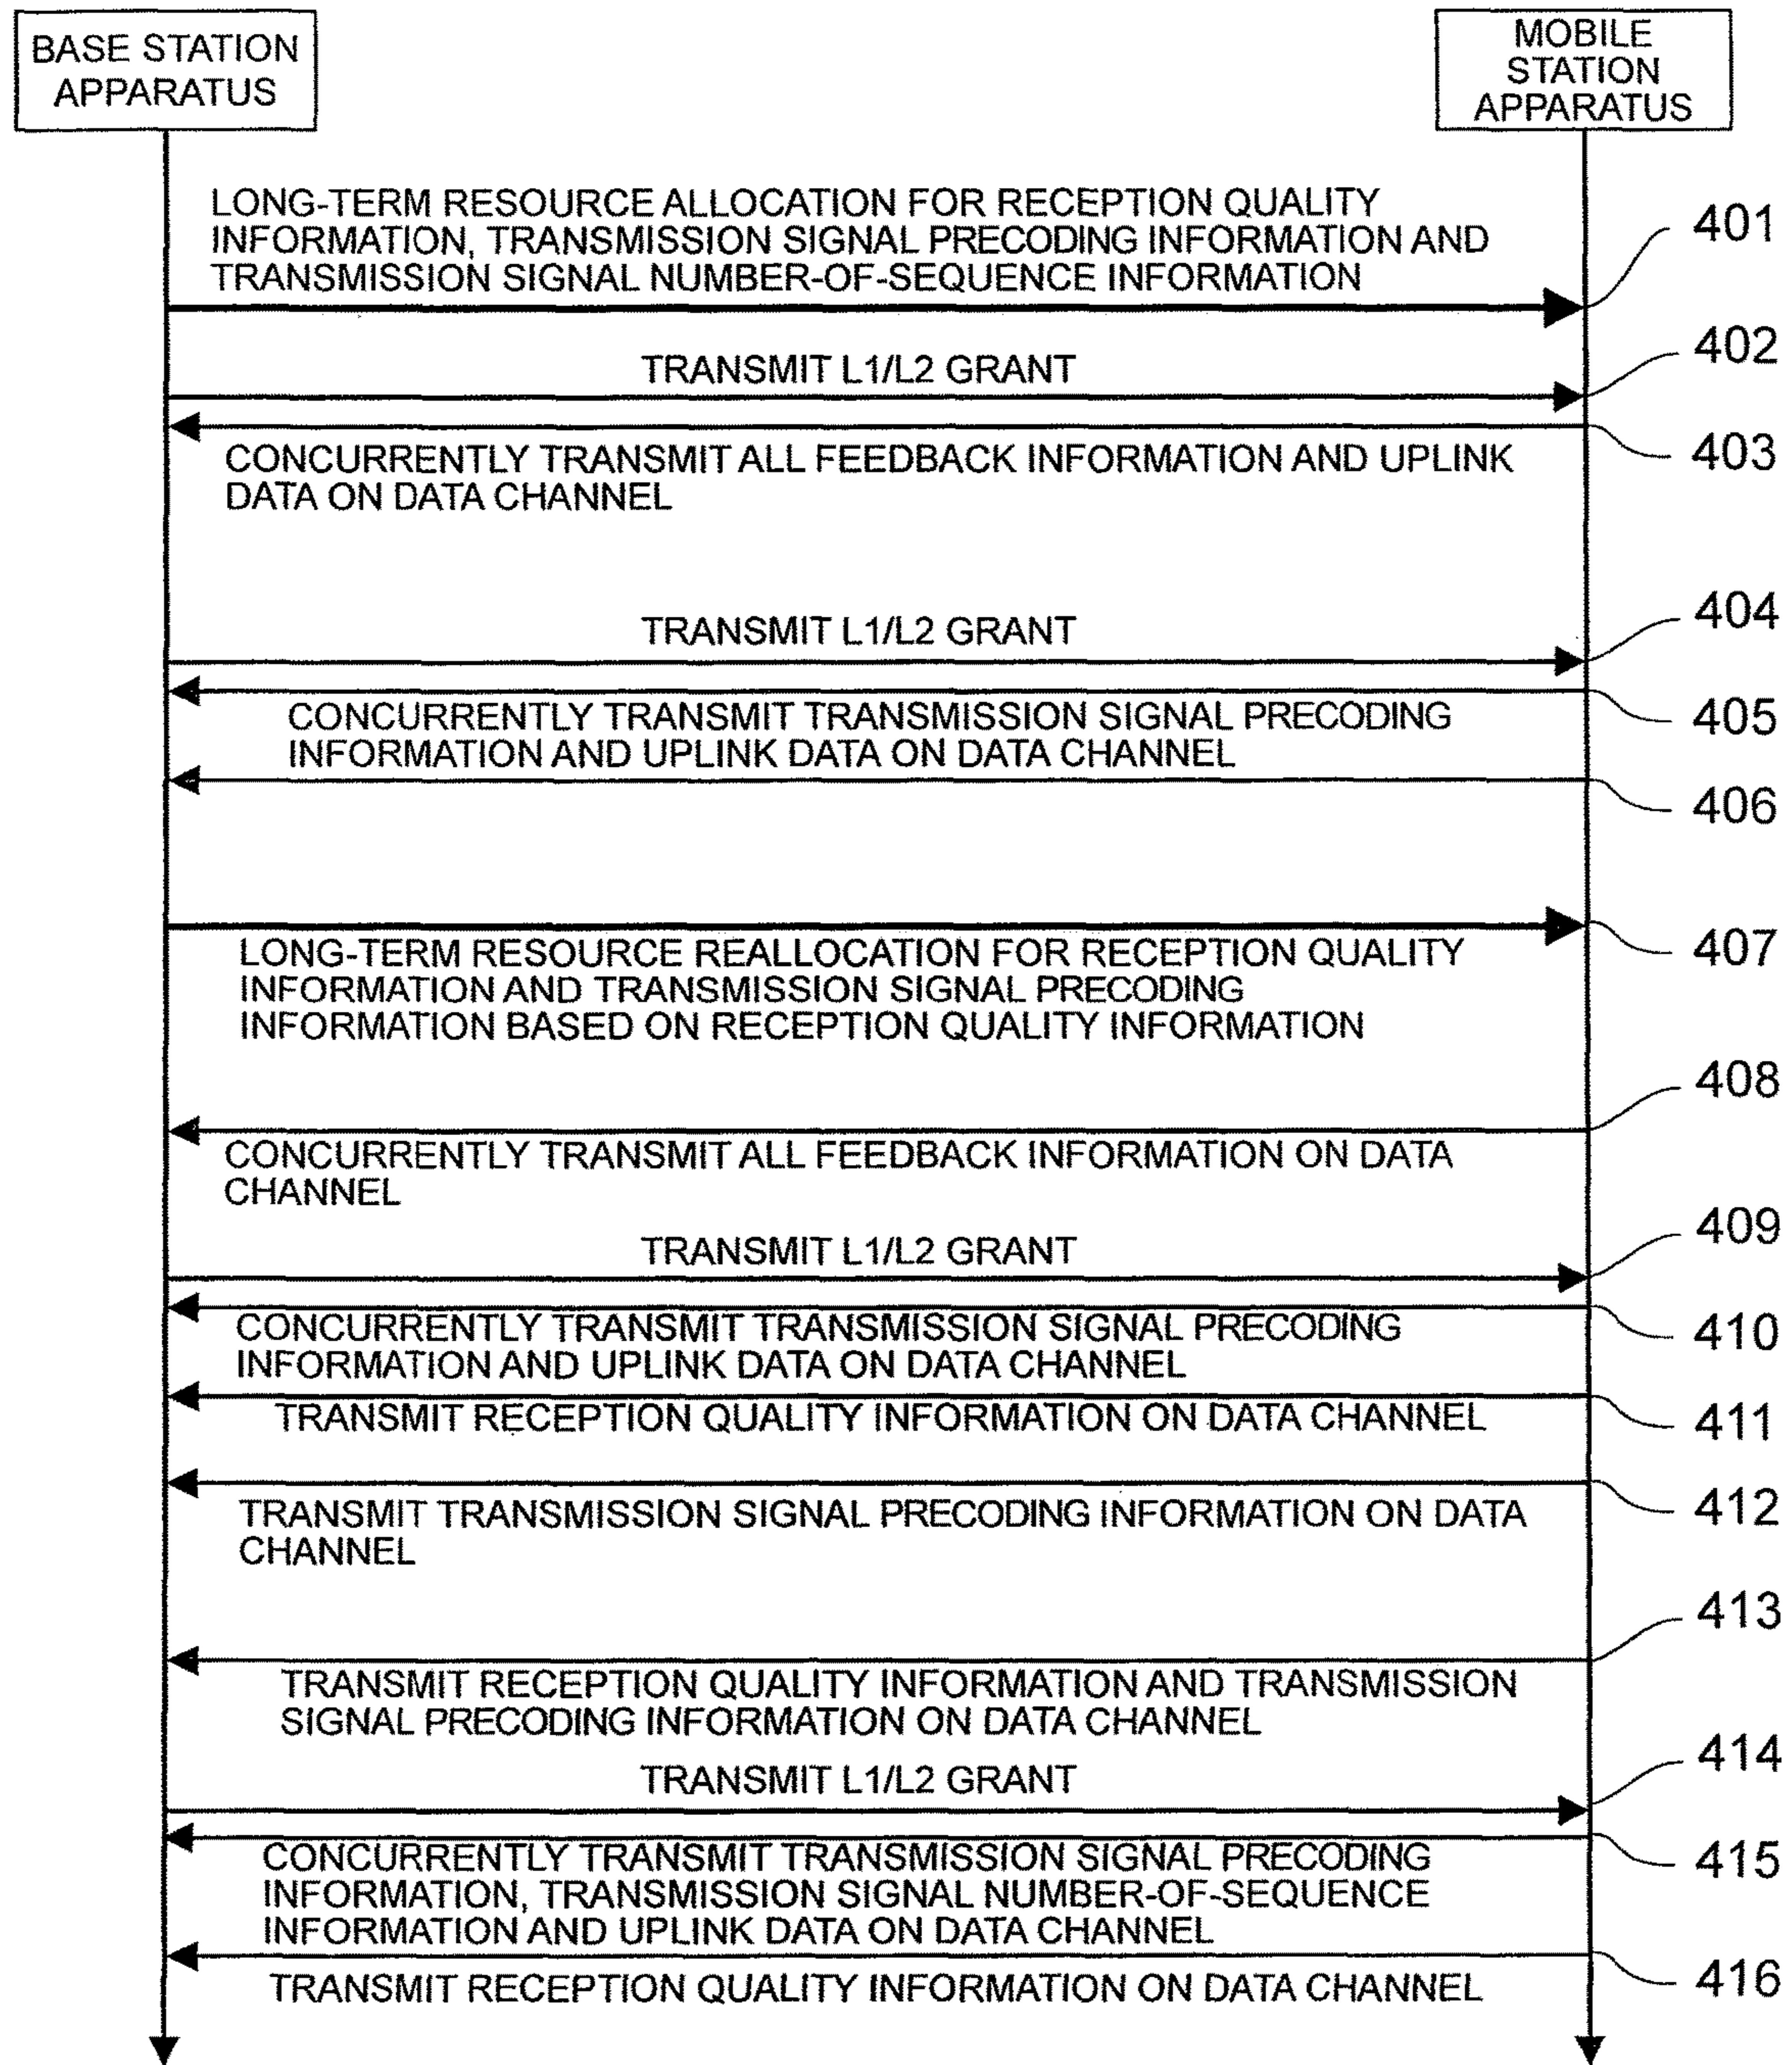 BASE STATION
APPARATUS
MOBILE
STATION
APPARATUS
LONG-TERM RESOURCE ALLOCATION FOR RECEPTION QUALITY
INFORMATION, TRANSMISSION SIGNAL PRECODING INFORMATION AND
TRANSMISSION SIGNAL NUMBER-OF-SEQUENCE INFORMATION
401
TRANSMIT L1/L2 GRANT
402
403
CONCURRENTLY TRANSMIT ALL FEEDBACK INFORMATION AND UPLINK
DATA ON DATA CHANNEL
404
TRANSMIT L1/L2 GRANT
405
CONCURRENTLY TRANSMIT TRANSMISSION SIGNAL PRECODING
INFORMATION AND UPLINK DATA ON DATA CHANNEL
406
407
LONG-TERM RESOURCE REALLOCATION FOR RECEPTION QUALITY
INFORMATION AND TRANSMISSION SIGNAL PRECODING
INFORMATION BASED ON RECEPTION QUALITY INFORMATION
408
CONCURRENTLY TRANSMIT ALL FEEDBACK INFORMATION ON DATA
CHANNEL
409
TRANSMIT L1/L2 GRANT
410
CONCURRENTLY TRANSMIT TRANSMISSION SIGNAL PRECODING
INFORMATION AND UPLINK DATA ON DATA CHANNEL
411
TRANSMIT RECEPTION QUALITY INFORMATION ON DATA CHANNEL
412
TRANSMIT TRANSMISSION SIGNAL PRECODING INFORMATION ON DATA
CHANNEL
413
TRANSMIT RECEPTION QUALITY INFORMATION AND TRANSMISSION
SIGNAL PRECODING INFORMATION ON DATA CHANNEL
414
TRANSMIT L1/L2 GRANT
415
CONCURRENTLY TRANSMIT TRANSMISSION SIGNAL PRECODING
INFORMATION, TRANSMISSION SIGNAL NUMBER-OF-SEQUENCE
INFORMATION AND UPLINK DATA ON DATA CHANNEL
416
TRANSMIT RECEPTION QUALITY INFORMATION ON DATA CHANNEL